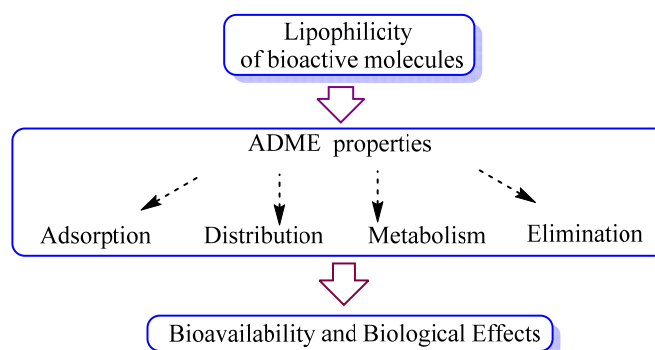 Lipophilicity
of bioactive molecules
ADME properties
Adsorption Distribution Metabolism Elimination
Bioavailability and Biological Effects